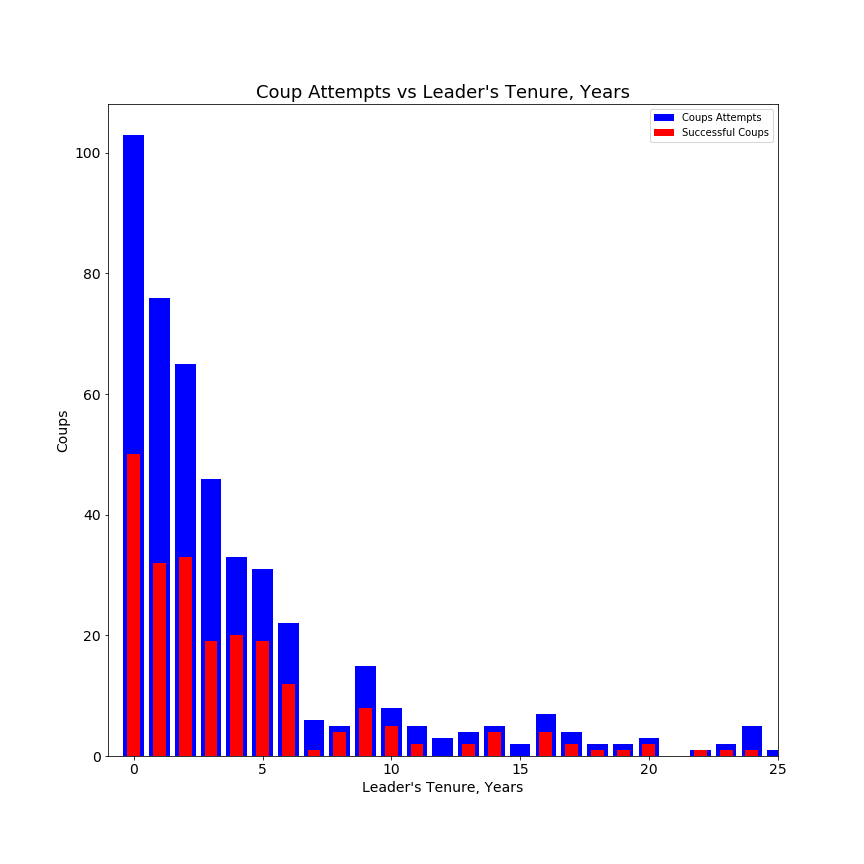 Coup Attempts vs Leader's Tenure, Years
Coups Attempts
Successful Coups
100
80
60
40
20
0
Coups
0 5 10 15 20 25
Leader's Tenure, Years